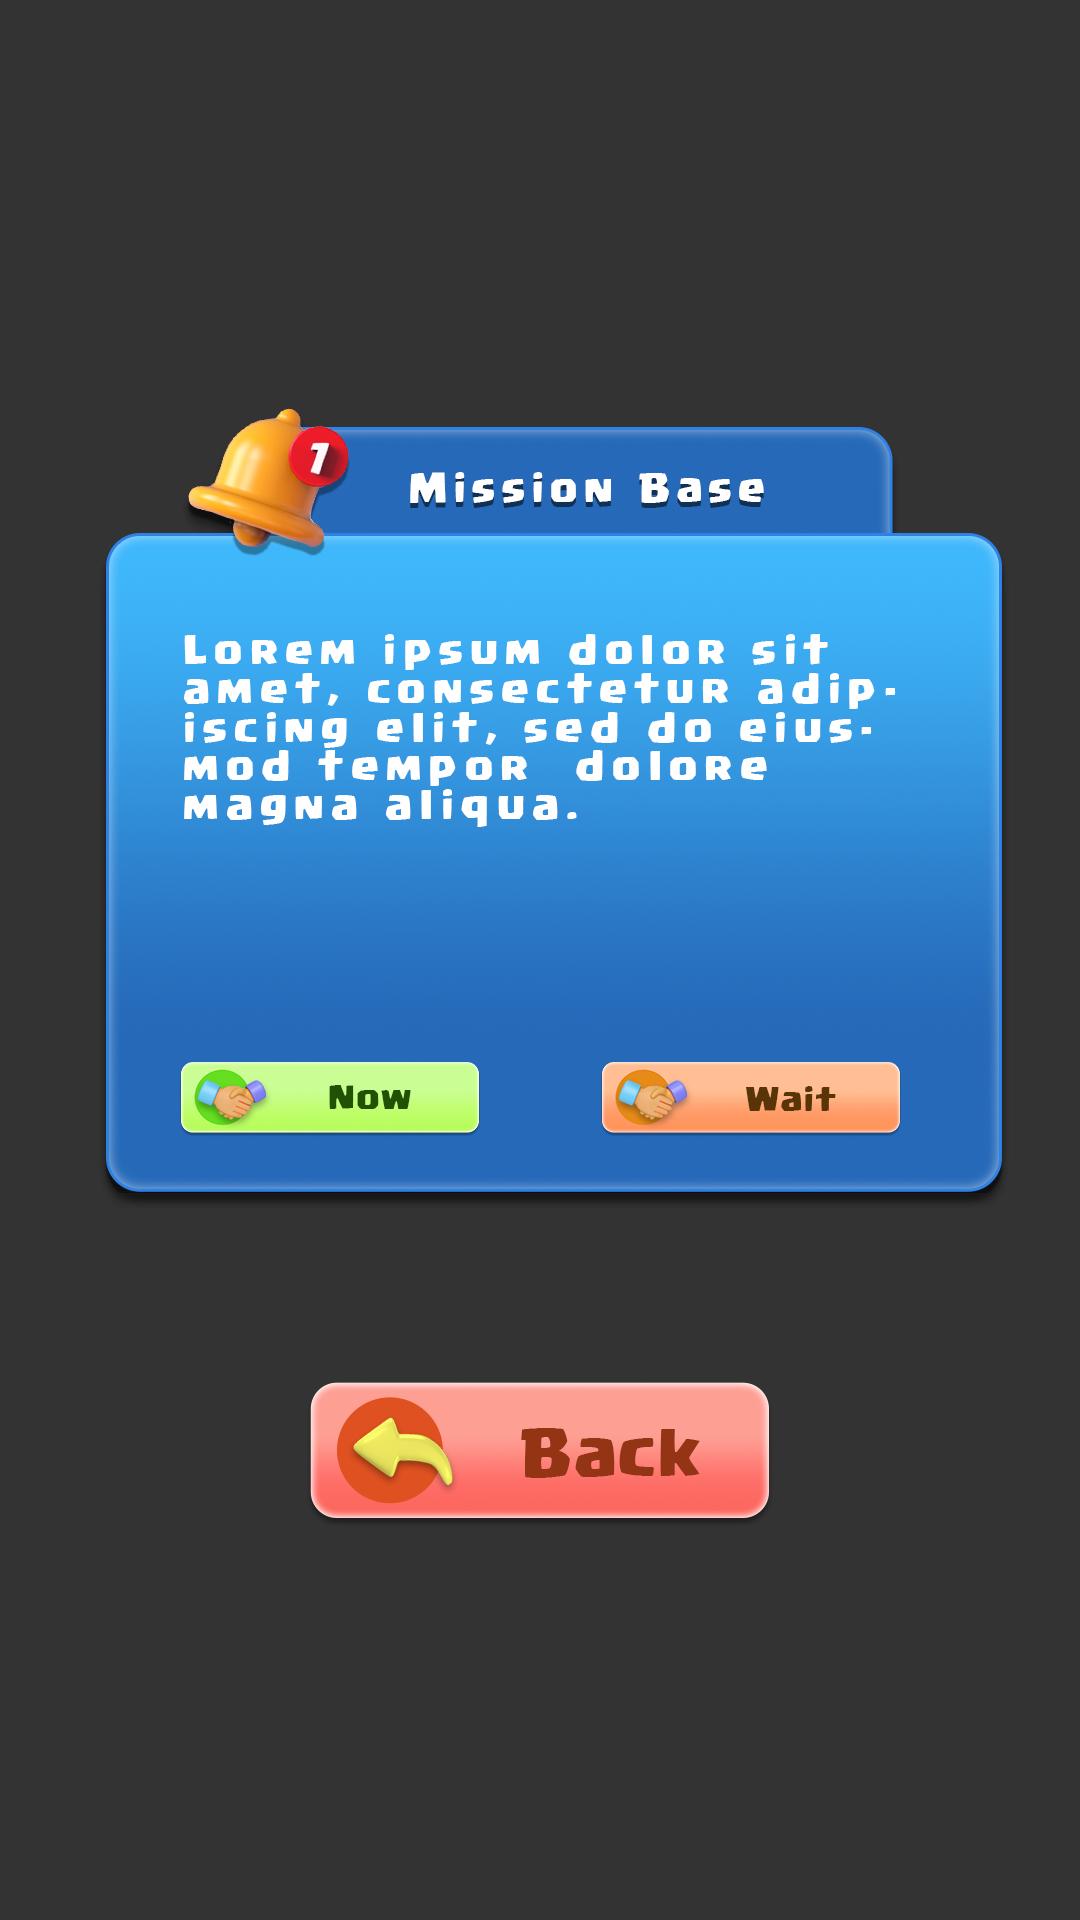 1
Mission Base
Lorem ipsum dolor sit
amet, consectetur adip-
iscing elit, sed do eius-
mod tempor  dolore
magna aliqua.
Now
Wait
Back